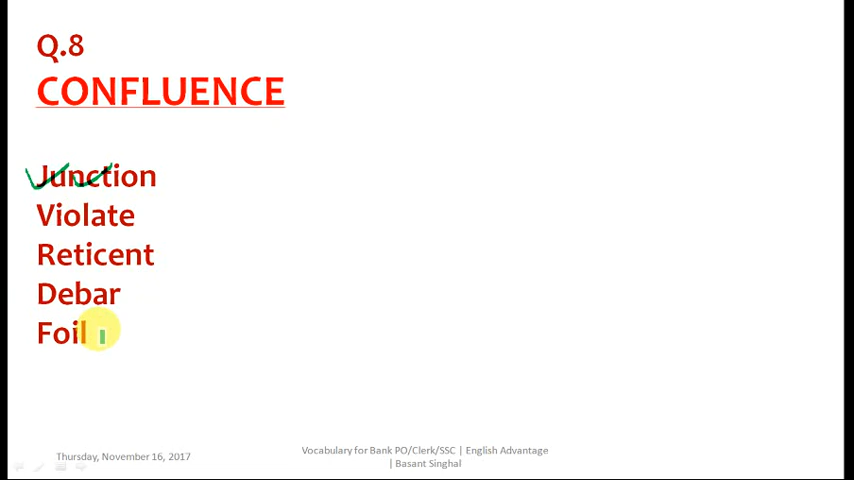 Q.8
CONFLUENCE
Junction
Violate
Reticent
Debar
Foil
Thursday, November 16, 2017
Vocabulary for Bank PO/Clerk/SSC | English Advantage
| Basant Singhal